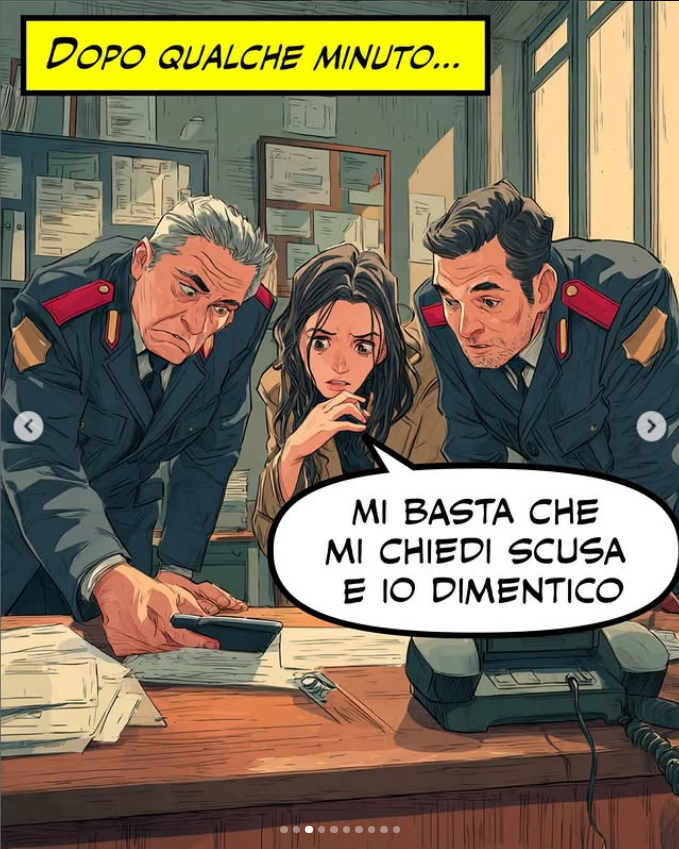 DOPO QUALCHE MINUTO...
MI BASTA CHE
MI CHIEDI SCUSA
E IO DIMENTICO